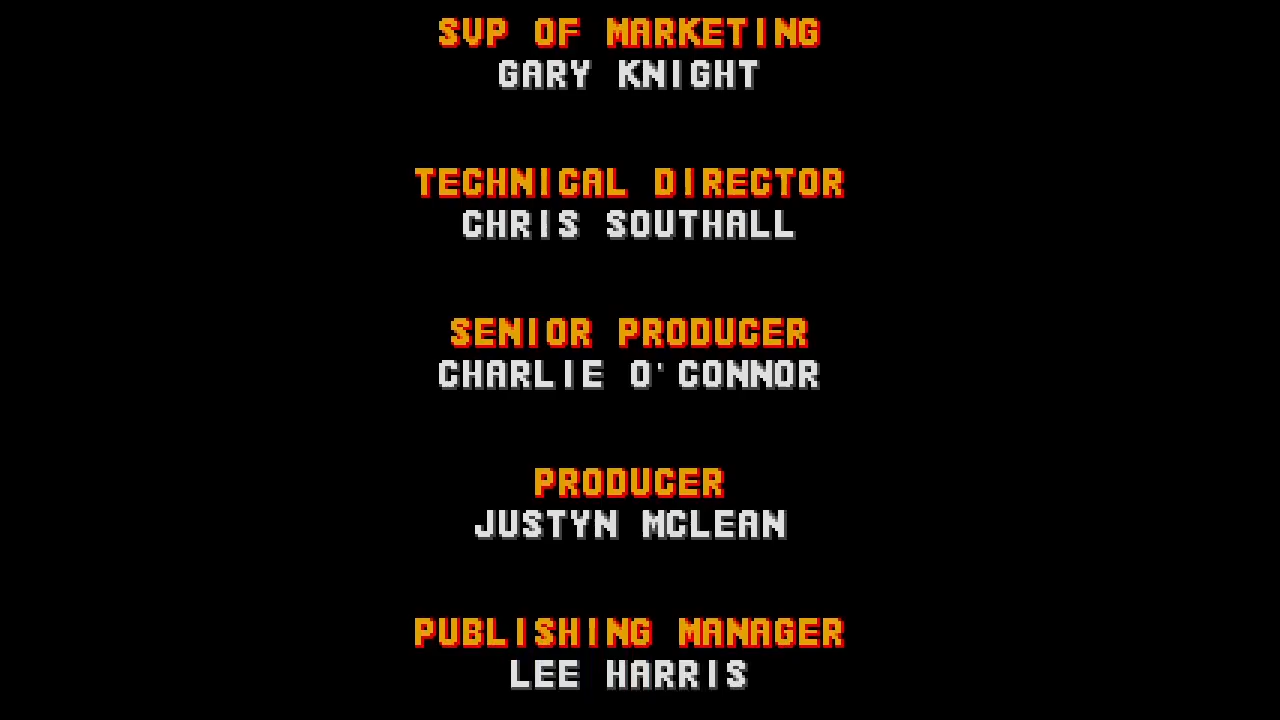 SVP OF MARKETING
GARY KNIGHT
TECHNICAL DIRECTOR
CHRIS SOUTHALL
SENIOR PRODUCER
CHARLIE O'CONNOR
PRODUCER
JUSTYN MCLEAN
PUBLISHING MANAGER
LEE HARRIS